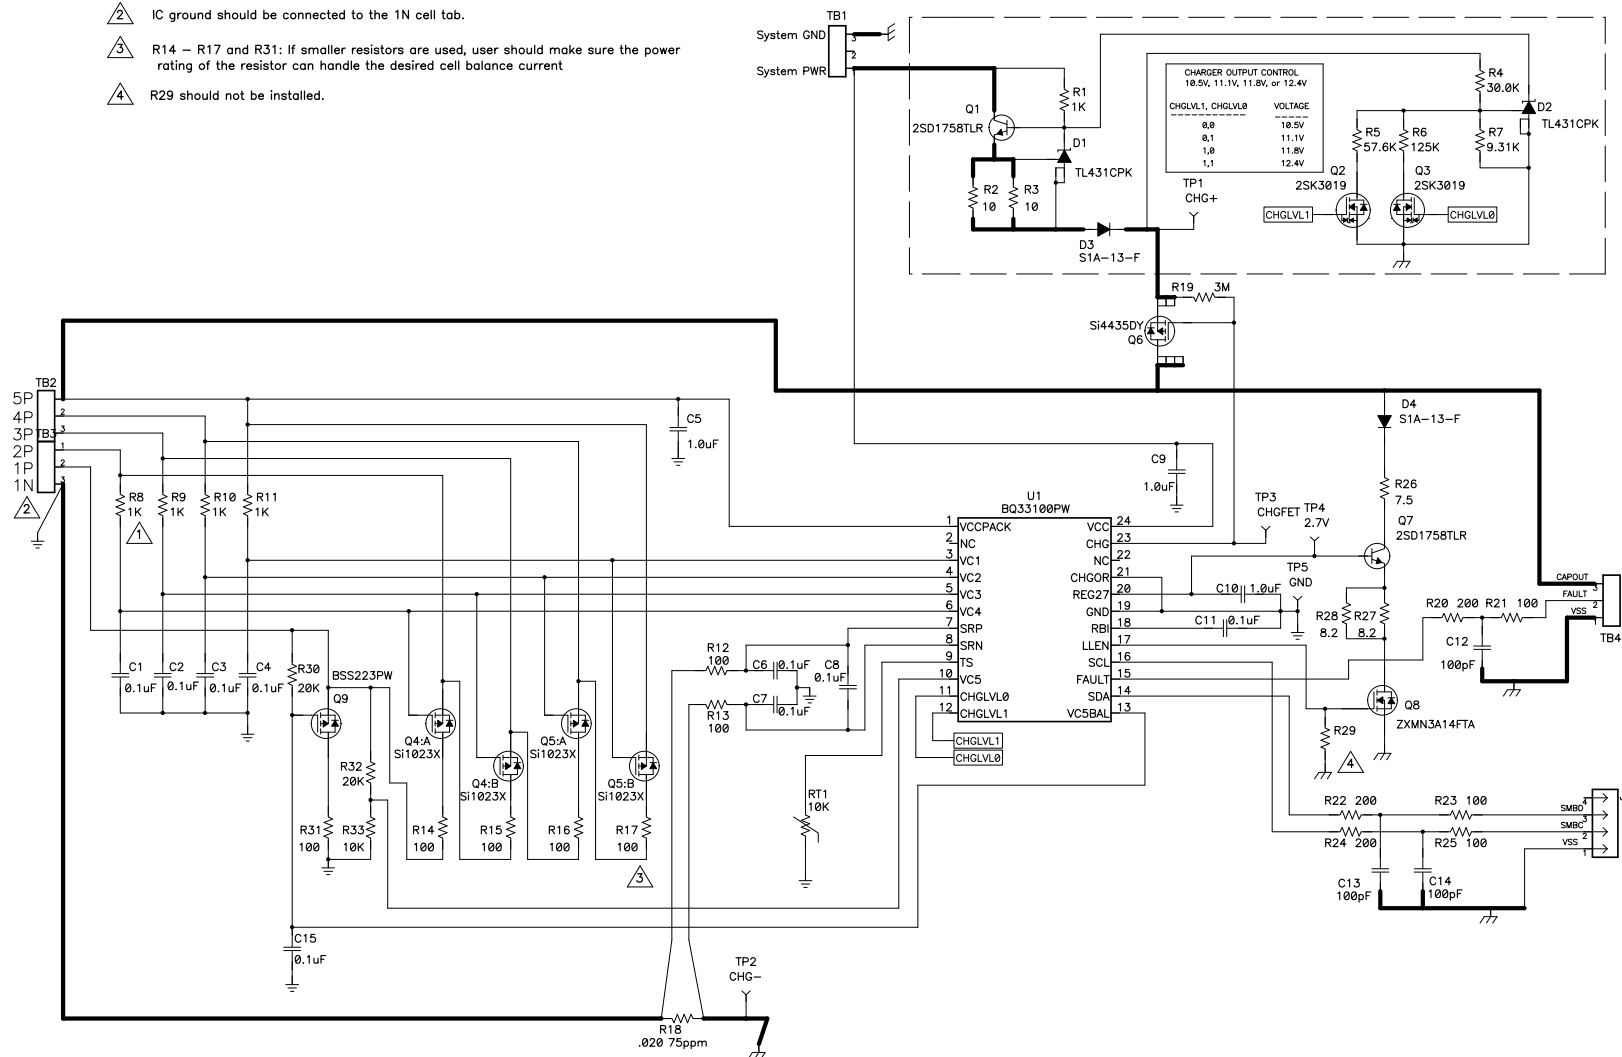 2 IC ground should be connected to the 1N cell tab.
3 R14 – R17 and R31: If smaller resistors are used, user should make sure the power
rating of the resistor can handle the desired cell balance current
4 R29 should not be installed.
TB1
System GND 3
2
System PWR
CHARGER OUTPUT CONTROL
10.5V, 11.1V, 11.8V, or 12.4V
CHGLVL1, CHGLVL0 VOLTAGE
0,0 10.5V
0,1 11.1V
1,0 11.8V
1,1 12.4V
R1
1K
Q1
2SD1758TLR
D1
TL431CPK
R2
10
R3
10
D3
S1A-13-F
TP1
CHG+
R4
30.0K
D2
TL431CPK
R5
57.6K
R6
125K
R7
9.31K
Q2
2SK3019
Q3
2SK3019
CHGLVL1
CHGLVL0
R19 3M
Si4435DY
Q6
TB2
5P
4P 2
3P TB3 3
2P 1
1P 2
1N 3
2
R8
1K
R9
1K
R10
1K
R11
1K
1
C5
1.0uF
C9
1.0uF
U1
BQ33100PW
1 VCCPACK
2 NC
3 VC1
4 VC2
5 VC3
6 VC4
7 SRP
8 SRN
9 TS
10 VC5
11 CHGLVL0
12 CHGLVL1
VCC 24
CHG 23
NC 22
CHGOR 21
REG27 20
GND 19
RBI 18
LLEN 17
SCL 16
FAULT 15
SDA 14
VC5BAL 13
CHGLVL1
CHGLVL0
TP3
CHGFET
TP4
2.7V
TP5
GND
C10 1.0uF
C11 0.1uF
D4
S1A-13-F
R26
7.5
Q7
2SD1758TLR
R28
8.2
R27
8.2
Q8
ZXMN3A14FTA
R29
4
R20 200 R21 100
C12
100pF
CAPOUT 3
FAULT 2
VSS 1
TB4
C1
0.1uF
C2
0.1uF
C3
0.1uF
C4
0.1uF
R30
20K
BSS223PW
Q9
Q4:A
Si1023X
Q4:B
Si1023X
Q5:A
Si1023X
Q5:B
Si1023X
R32
20K
R31
100
R33
10K
R14
100
R15
100
R16
100
R17
100
3
R12
100
R13
100
C6 0.1uF
C7 0.1uF
C8
0.1uF
RT1
10K
R22 200 R23 100
R24 200 R25 100
C13
100pF
C14
100pF
4
SMBD 3
SMBC 2
VSS 1
C15
0.1uF
TP2
CHG-
R18
.020 75ppm